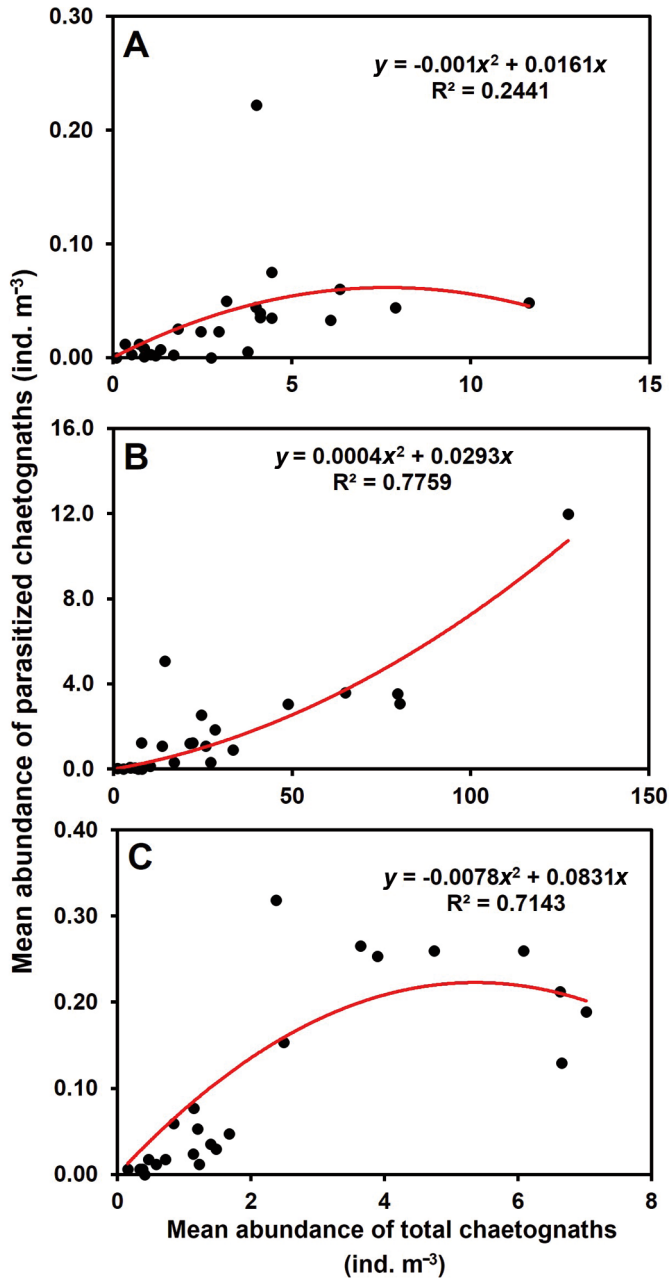 Mean abundance of parasitized chaetognaths (ind. m⁻³)
A
y = -0.001x² + 0.0161x
R² = 0.2441
0.30
0.20
0.10
0.00
0 5 10 15
B
y = 0.0004x² + 0.0293x
R² = 0.7759
16.0
12.0
8.0
4.0
0.0
0 50 100 150
C
y = -0.0078x² + 0.0831x
R² = 0.7143
0.40
0.30
0.20
0.10
0.00
0 2 4 6 8
Mean abundance of total chaetognaths
(ind. m⁻³)